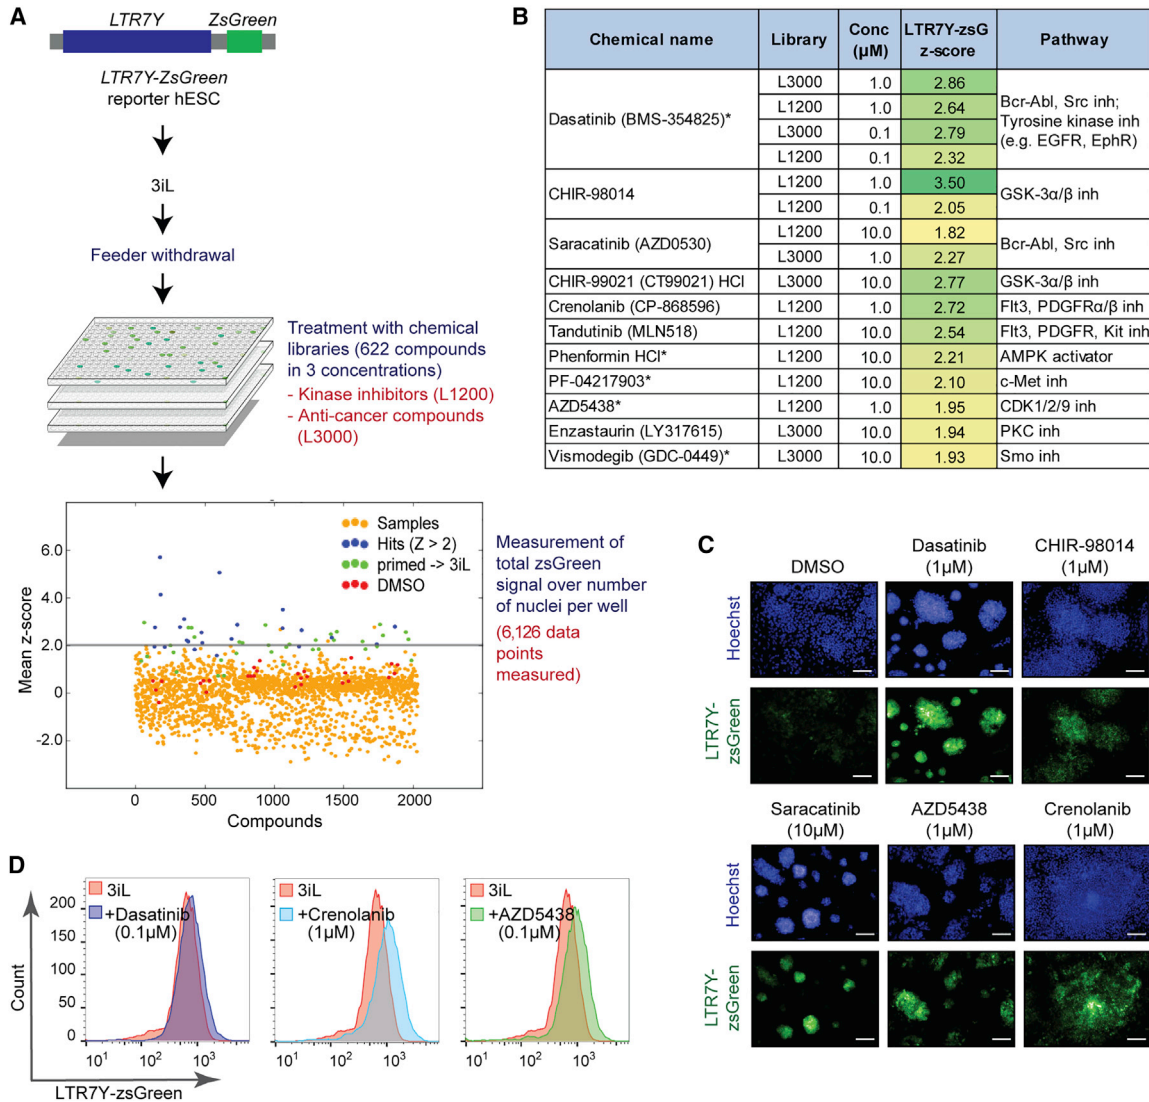 A
LTR7Y ZsGreen
LTR7Y-ZsGreen
reporter hESC
3iL
Feeder withdrawal
Treatment with chemical
libraries (622 compounds
in 3 concentrations)
- Kinase inhibitors (L1200)
- Anti-cancer compounds
(L3000)
Samples
Hits (Z > 2)
primed -> 3iL
DMSO
6.0
4.0
2.0
0
-2.0
Mean z-score
0 500 1000 1500 2000
Compounds
Measurement of
total zsGreen
signal over number
of nuclei per well
(6,126 data
points
measured)
B
Chemical name Library Conc (µM) LTR7Y-zsG z-score Pathway
Dasatinib (BMS-354825)* L3000 1.0 2.86 Bcr-Abl, Src inh; Tyrosine kinase inh (e.g. EGFR, EphR)
L1200 1.0 2.64
L3000 0.1 2.79
L1200 0.1 2.32
CHIR-98014 L1200 1.0 3.50 GSK-3α/β inh
L1200 0.1 2.05
Saracatinib (AZD0530) L1200 10.0 1.82 Bcr-Abl, Src inh
L3000 1.0 2.27
CHIR-99021 (CT99021) HCl L3000 10.0 2.77 GSK-3α/β inh
Crenolanib (CP-868596) L1200 1.0 2.72 Flt3, PDGFRα/β inh
Tandutinib (MLN518) L1200 10.0 2.54 Flt3, PDGFR, Kit inh
Phenformin HCl* L1200 10.0 2.21 AMPK activator
PF-04217903* L1200 10.0 2.10 c-Met inh
AZD5438* L1200 1.0 1.95 CDK1/2/9 inh
Enzastaurin (LY317615) L3000 10.0 1.94 PKC inh
Vismodegib (GDC-0449)* L3000 10.0 1.93 Smo inh
C
DMSO
Dasatinib
(1µM)
CHIR-98014
(1µM)
Hoechst
LTR7Y-
zsGreen
Saracatinib
(10µM)
AZD5438
(1µM)
Crenolanib
(1µM)
Hoechst
LTR7Y-
zsGreen
D
Count
200
150
100
50
0
3iL
+Dasatinib
(0.1µM)
10¹ 10² 10³
3iL
+Crenolanib
(1µM)
10¹ 10² 10³
3iL
+AZD5438
(0.1µM)
10¹ 10² 10³
LTR7Y-zsGreen